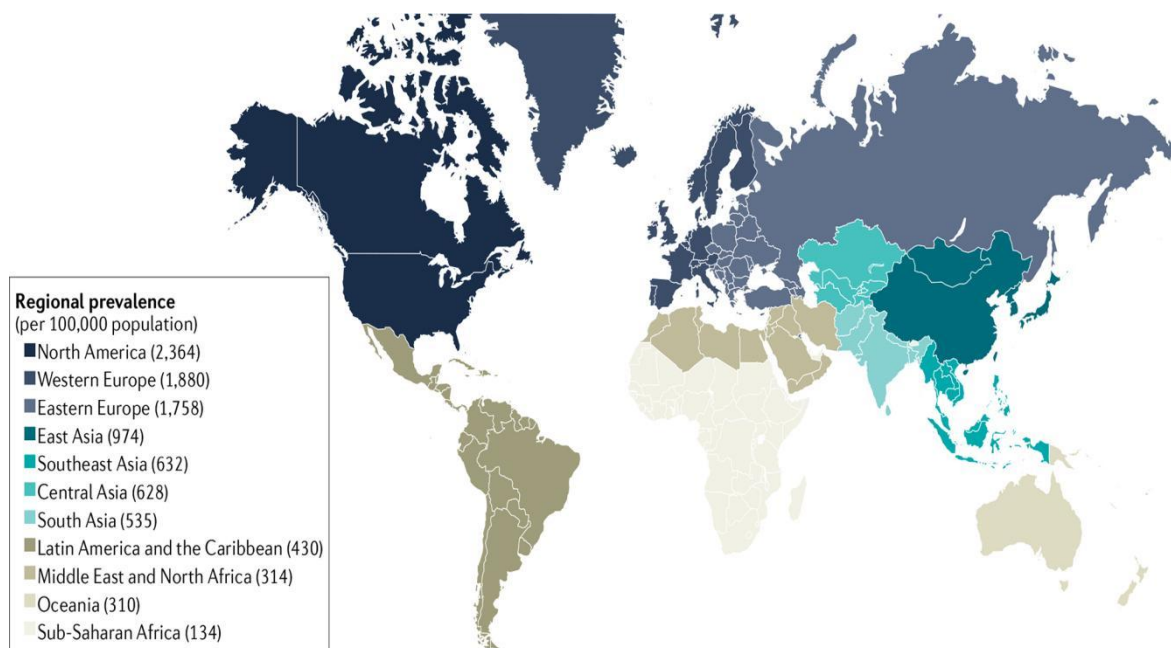 Regional prevalence
(per 100,000 population)
North America (2,364)
Western Europe (1,880)
Eastern Europe (1,758)
East Asia (974)
Southeast Asia (632)
Central Asia (628)
South Asia (535)
Latin America and the Caribbean (430)
Middle East and North Africa (314)
Oceania (310)
Sub-Saharan Africa (134)